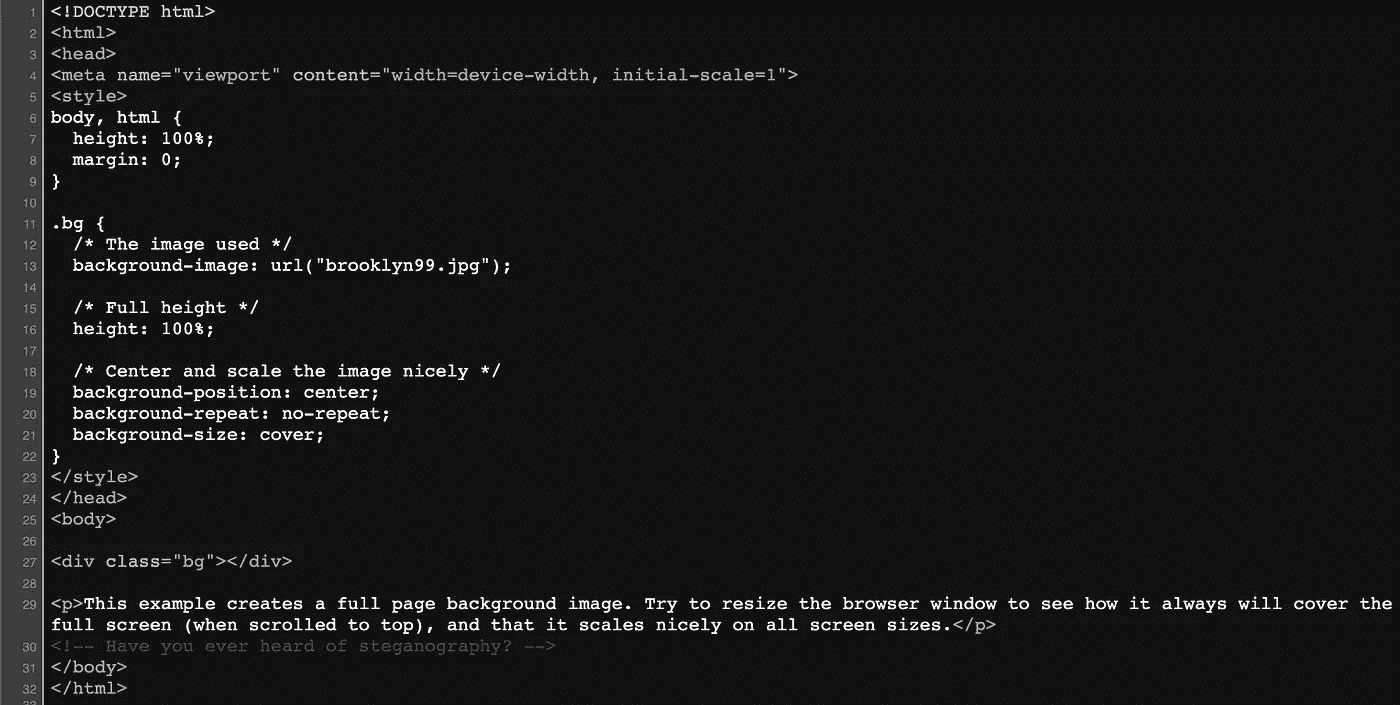 1 <!DOCTYPE html>
2 <html>
3 <head>
4 <meta name="viewport" content="width=device-width, initial-scale=1">
5 <style>
6 body, html {
7   height: 100%;
8   margin: 0;
9 }
10
11 .bg {
12   /* The image used */
13   background-image: url("brooklyn99.jpg");
14
15   /* Full height */
16   height: 100%;
17
18   /* Center and scale the image nicely */
19   background-position: center;
20   background-repeat: no-repeat;
21   background-size: cover;
22 }
23 </style>
24 </head>
25 <body>
26
27 <div class="bg"></div>
28
29 <p>This example creates a full page background image. Try to resize the browser window to see how it always will cover the
full screen (when scrolled to top), and that it scales nicely on all screen sizes.</p>
30 <!-- Have you ever heard of steganography? -->
31 </body>
32 </html>